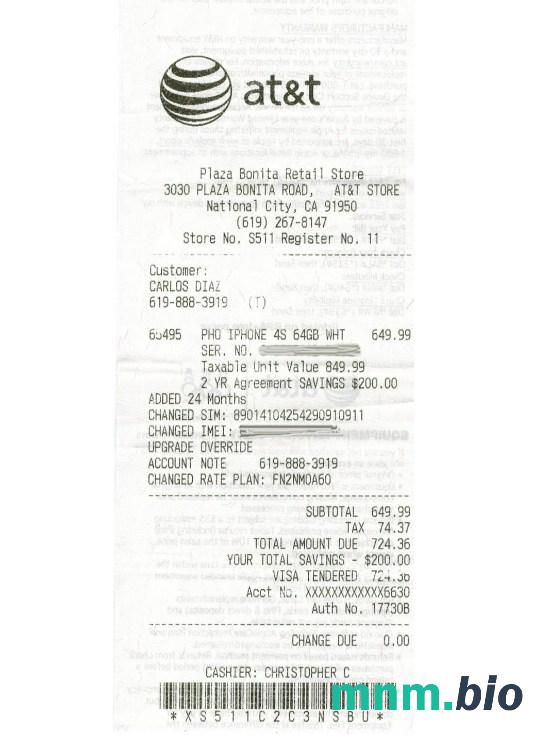 at&t
Plaza Bonita Retail Store
3030 PLAZA BONITA ROAD, AT&T STORE
National City, CA 91950
(619) 267-8147
Store No. S511 Register No. 11
Customer:
CARLOS DIAZ
619-888-3919 (T)
65495 PHO IPHONE 4S 64GB WHT 649.99
SER. NO.
Taxable Unit Value 849.99
2 YR Agreement SAVINGS $200.00
ADDED 24 Months
CHANGED SIM: 89014104254290910911
CHANGED IMEI:
UPGRADE OVERRIDE
ACCOUNT NOTE 619-888-3919
CHANGED RATE PLAN: FN2NMOA60
SUBTOTAL 649.99
TAX 74.37
TOTAL AMOUNT DUE 724.36
YOUR TOTAL SAVINGS - $200.00
VISA TENDERED 724.36
Acct No. XXXXXXXXXXXX6630
Auth No. 17730B
CHANGE DUE 0.00
CASHIER: CHRISTOPHER C
mnm.bio
*XS511C2C3NSBU*